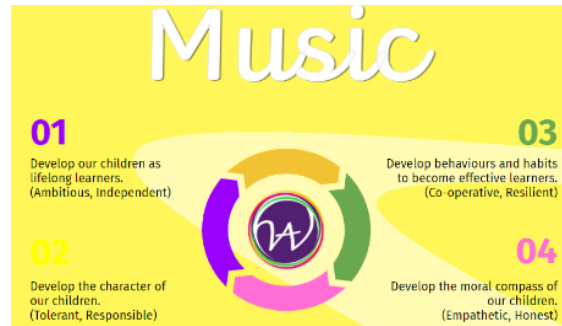 Music
01
Develop our children as
lifelong learners.
(Ambitious, Independent)
02
Develop the character of
our children.
(Tolerant, Responsible)
03
Develop behaviours and habits
to become effective learners.
(Co-operative, Resilient)
04
Develop the moral compass of
our children.
(Empathetic, Honest)